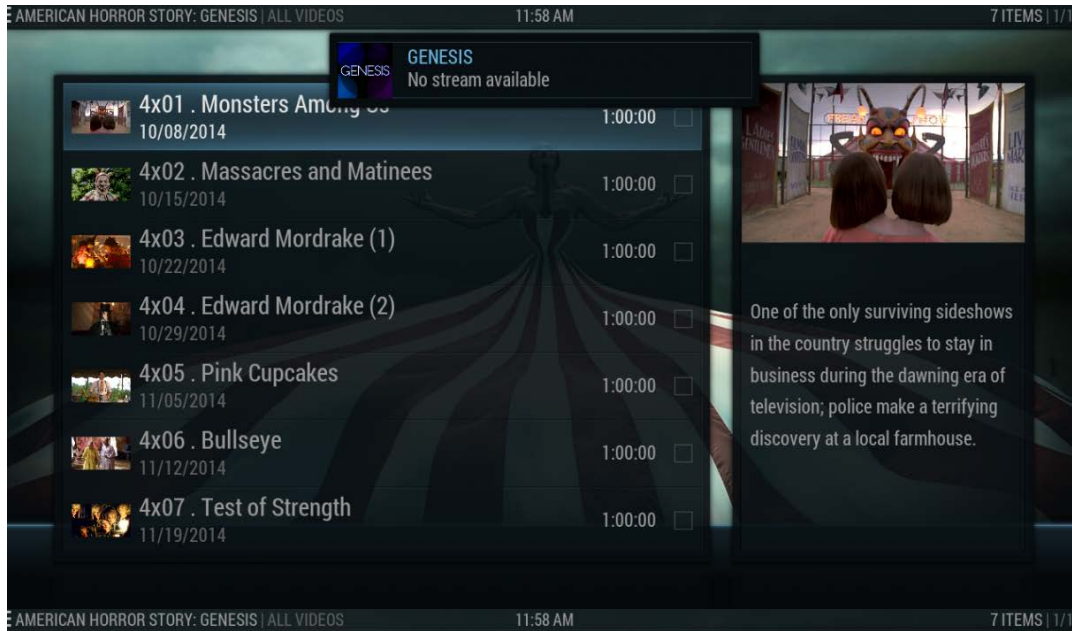 AMERICAN HORROR STORY: GENESIS | ALL VIDEOS 11:58 AM 7 ITEMS | 1/1
GENESIS
GENESIS
No stream available
4x01 . Monsters Among Us 1:00:00
10/08/2014
4x02 . Massacres and Matinees 1:00:00
10/15/2014
4x03 . Edward Mordrake (1) 1:00:00
10/22/2014
4x04 . Edward Mordrake (2) 1:00:00
10/29/2014
4x05 . Pink Cupcakes 1:00:00
11/05/2014
4x06 . Bullseye 1:00:00
11/12/2014
4x07 . Test of Strength 1:00:00
11/19/2014
FREAK SHOW
LADIES
GENTLEMEN
One of the only surviving sideshows
in the country struggles to stay in
business during the dawning era of
television; police make a terrifying
discovery at a local farmhouse.
AMERICAN HORROR STORY: GENESIS | ALL VIDEOS 11:58 AM 7 ITEMS | 1/1